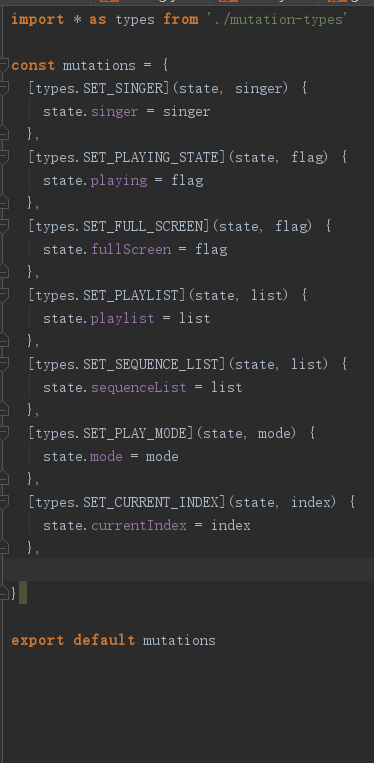 import * as types from './mutation-types'
const mutations = {
[types.SET_SINGER](state, singer) {
state.singer = singer
},
[types.SET_PLAYING_STATE](state, flag) {
state.playing = flag
},
[types.SET_FULL_SCREEN](state, flag) {
state.fullScreen = flag
},
[types.SET_PLAYLIST](state, list) {
state.playlist = list
},
[types.SET_SEQUENCE_LIST](state, list) {
state.sequenceList = list
},
[types.SET_PLAY_MODE](state, mode) {
state.mode = mode
},
[types.SET_CURRENT_INDEX](state, index) {
state.currentIndex = index
},
}
export default mutations